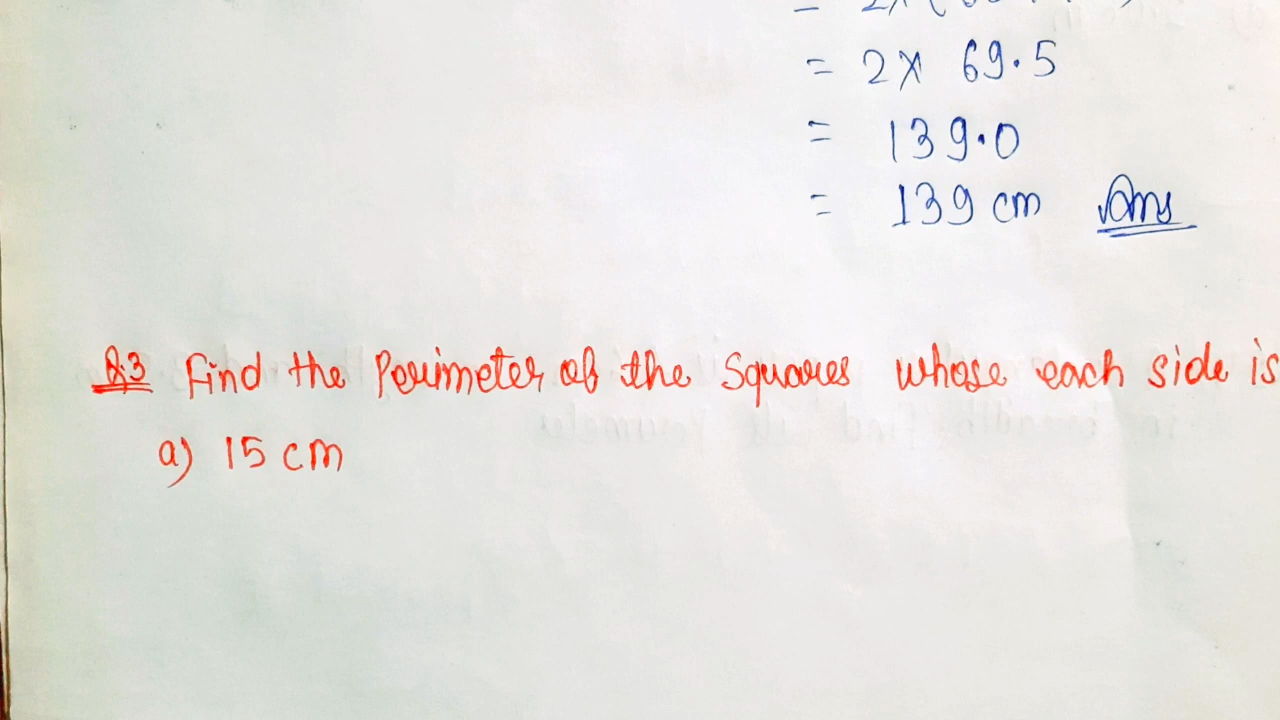 = 2 × 69.5
= 139.0
= 139 cm Ans
Q.3 Find the Perimeter of the Squares whose each side is
a) 15 cm